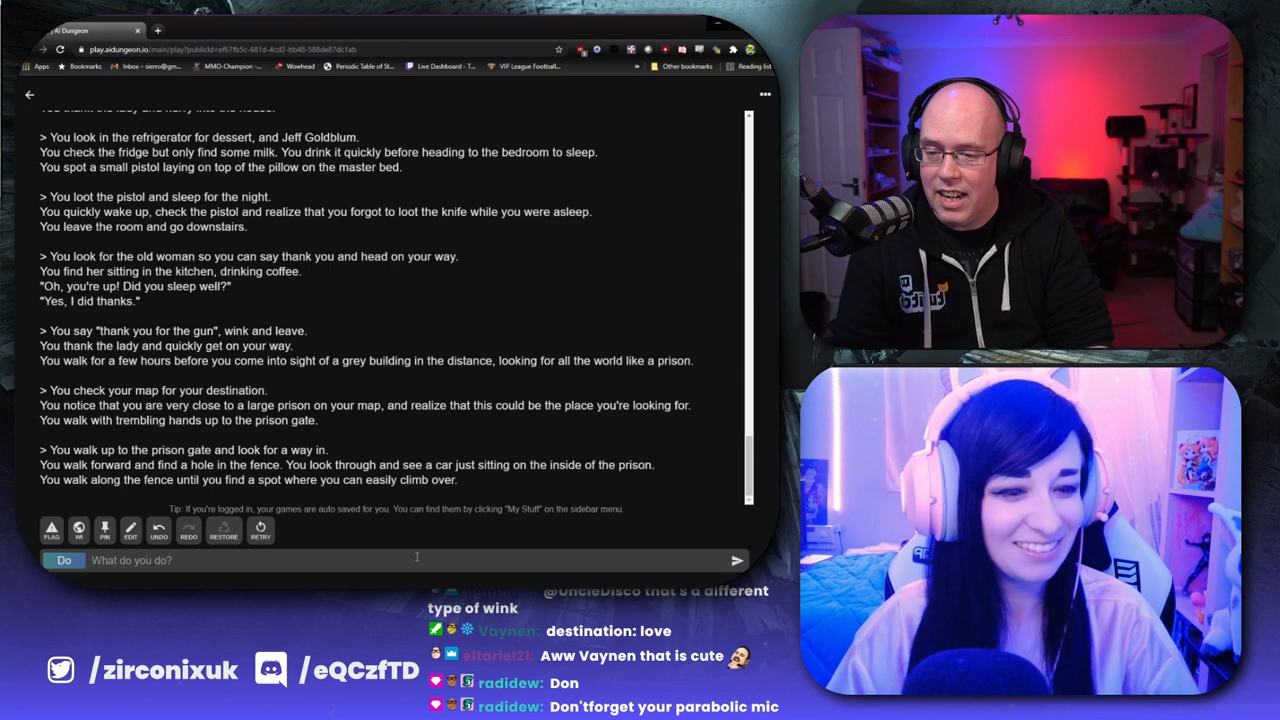 AI Dungeon
play.aidungeon.io/main/play?publicId=ef67fb5c-681d-4cd2-bb48-588de87dc1ab
Apps
Bookmarks
Inbox – sierro@gm...
MMO-Champion -...
Wowhead
Periodic Table of St...
Live Dashboard - T...
VIP League Football...
»
Other bookmarks
Reading list
> You look in the refrigerator for dessert, and Jeff Goldblum.
You check the fridge but only find some milk. You drink it quickly before heading to the bedroom to sleep.
You spot a small pistol laying on top of the pillow on the master bed.
> You loot the pistol and sleep for the night.
You quickly wake up, check the pistol and realize that you forgot to loot the knife while you were asleep.
You leave the room and go downstairs.
> You look for the old woman so you can say thank you and head on your way.
You find her sitting in the kitchen, drinking coffee.
"Oh, you're up! Did you sleep well?"
"Yes, I did thanks."
> You say "thank you for the gun", wink and leave.
You thank the lady and quickly get on your way.
You walk for a few hours before you come into sight of a grey building in the distance, looking for all the world like a prison.
> You check your map for your destination.
You notice that you are very close to a large prison on your map, and realize that this could be the place you're looking for.
You walk with trembling hands up to the prison gate.
> You walk up to the prison gate and look for a way in.
You walk forward and find a hole in the fence. You look through and see a car just sitting on the inside of the prison.
You walk along the fence until you find a spot where you can easily climb over.
Tip: If you're logged in, your games are auto saved for you. You can find them by clicking "My Stuff" on the sidebar menu.
FLAG
WI
PIN
EDIT
UNDO
REDO
RESTORE
RETRY
Do
What do you do?
@UncleDisco that's a different
type of wink
Vaynen: destination: love
eltariel21: Aww Vaynen that is cute
radidew: Don
radidew: Don'tforget your parabolic mic
/zirconixuk
/eQCzfTD
twitch